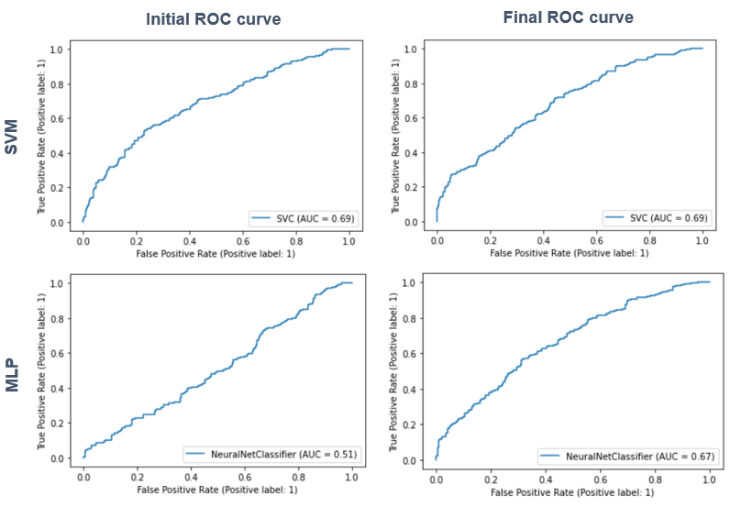 Initial ROC curve
Final ROC curve
SVM
True Positive Rate (Positive label: 1)
1.0
0.8
0.6
0.4
0.2
0.0
SVC (AUC = 0.69)
0.0 0.2 0.4 0.6 0.8 1.0
False Positive Rate (Positive label: 1)
True Positive Rate (Positive label: 1)
1.0
0.8
0.6
0.4
0.2
0.0
SVC (AUC = 0.69)
0.0 0.2 0.4 0.6 0.8 1.0
False Positive Rate (Positive label: 1)
MLP
True Positive Rate (Positive label: 1)
1.0
0.8
0.6
0.4
0.2
0.0
NeuralNetClassifier (AUC = 0.51)
0.0 0.2 0.4 0.6 0.8 1.0
False Positive Rate (Positive label: 1)
True Positive Rate (Positive label: 1)
1.0
0.8
0.6
0.4
0.2
0.0
NeuralNetClassifier (AUC = 0.67)
0.0 0.2 0.4 0.6 0.8 1.0
False Positive Rate (Positive label: 1)